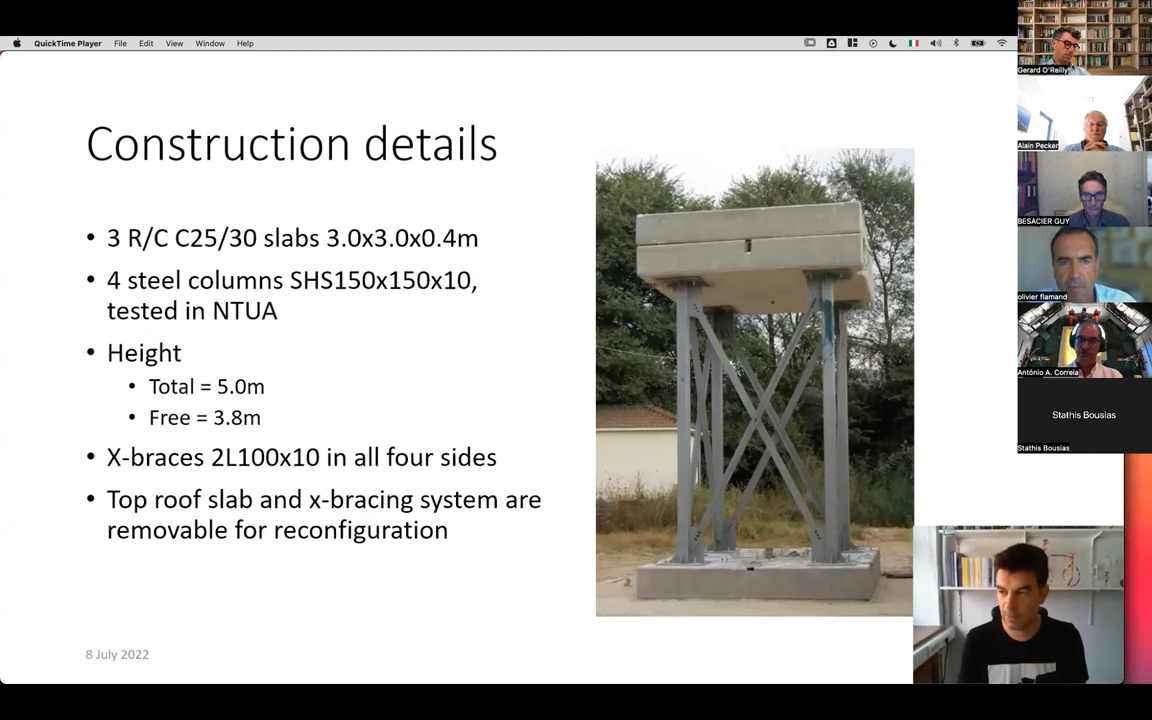 QuickTime Player File Edit View Window Help
Construction details
• 3 R/C C25/30 slabs 3.0x3.0x0.4m
• 4 steel columns SHS150x150x10,
tested in NTUA
• Height
• Total = 5.0m
• Free = 3.8m
• X-braces 2L100x10 in all four sides
• Top roof slab and x-bracing system are
removable for reconfiguration
8 July 2022
Gerard O'Reilly
Alain Pecker
BESACIER GUY
olivier flamand
António A. Correia
Stathis Bousias
Stathis Bousias